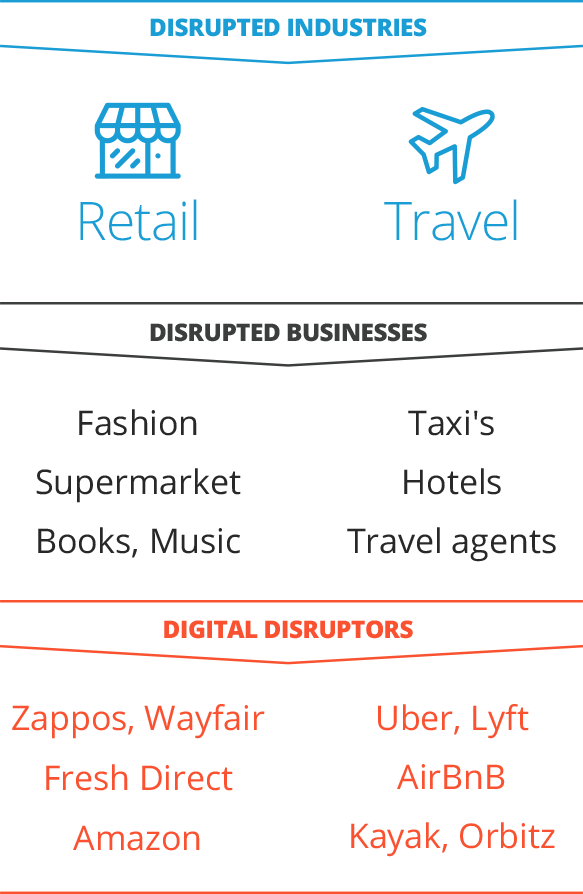 DISRUPTED INDUSTRIES
Retail
Travel
DISRUPTED BUSINESSES
Fashion
Taxi's
Supermarket
Hotels
Books, Music
Travel agents
DIGITAL DISRUPTORS
Zappos, Wayfair
Uber, Lyft
Fresh Direct
AirBnB
Amazon
Kayak, Orbitz